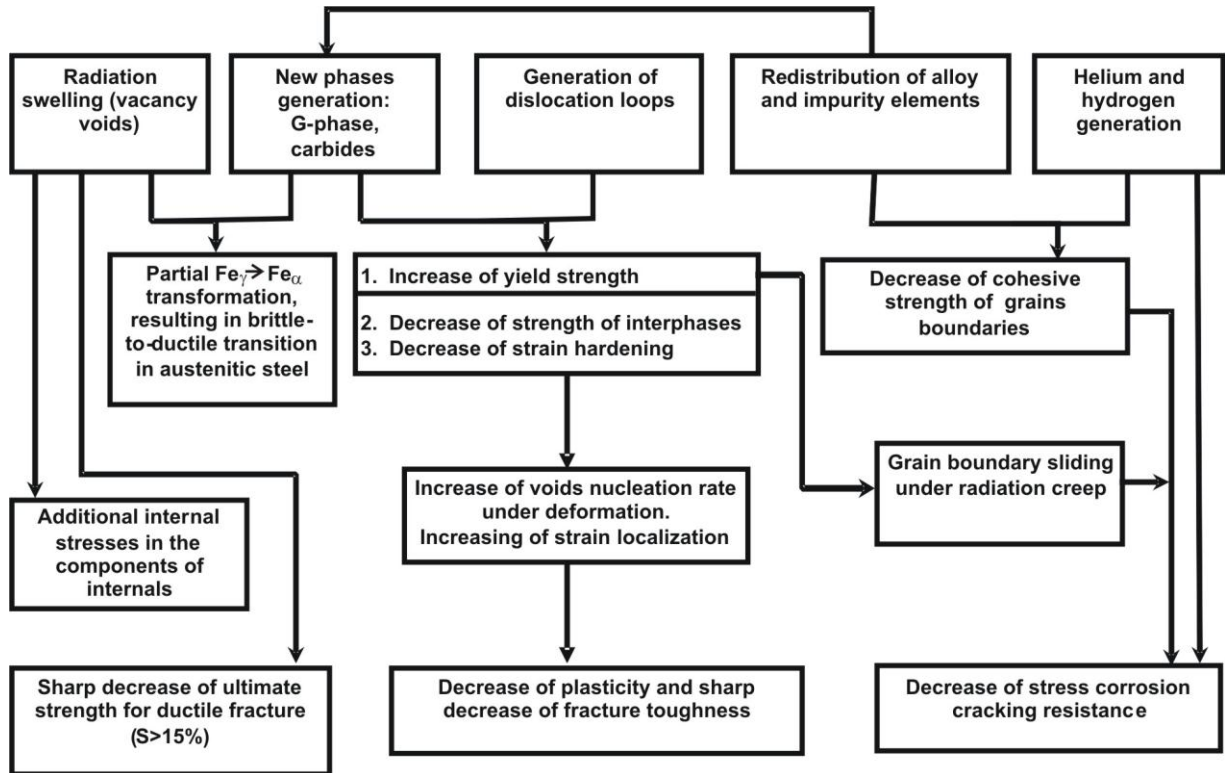 Radiation
swelling (vacancy
voids)
New phases
generation:
G-phase,
carbides
Generation of
dislocation loops
Redistribution of alloy
and impurity elements
Helium and
hydrogen
generation
Partial Feγ→Feα
transformation,
resulting in brittle-
to-ductile transition
in austenitic steel
1. Increase of yield strength
2. Decrease of strength of interphases
3. Decrease of strain hardening
Decrease of cohesive
strength of grains
boundaries
Additional internal
stresses in the
components of
internals
Increase of voids nucleation rate
under deformation.
Increasing of strain localization
Grain boundary sliding
under radiation creep
Sharp decrease of ultimate
strength for ductile fracture
(S>15%)
Decrease of plasticity and sharp
decrease of fracture toughness
Decrease of stress corrosion
cracking resistance